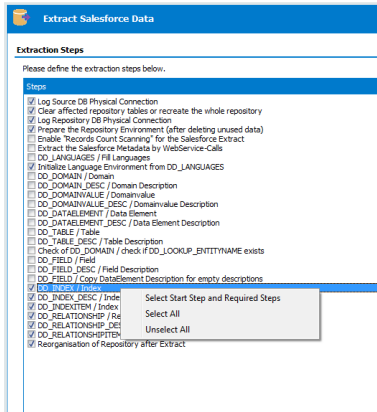 Extract Salesforce Data
Extraction Steps
Please define the extraction steps below.
Steps
Log Source DB Physical Connection
Clear affected repository tables or recreate the whole repository
Log Repository DB Physical Connection
Prepare the Repository Environment (after deleting unused data)
Enable "Records Count Scanning" for the Salesforce Extract
Extract the Salesforce Metadata by WebService-Calls
DD_LANGUAGES / Fill Languages
Initialize Language Environment from DD_LANGUAGES
DD_DOMAIN / Domain
DD_DOMAIN_DESC / Domain Description
DD_DOMAINVALUE / Domainvalue
DD_DOMAINVALUE_DESC / Domainvalue Description
DD_DATAELEMENT / Data Element
DD_DATAELEMENT_DESC / Data Element Description
DD_TABLE / Table
DD_TABLE_DESC / Table Description
Check of DD_DOMAIN / check if DD_LOOKUP_ENTITYNAME exists
DD_FIELD / Field
DD_FIELD_DESC / Field Description
DD_FIELD / Copy DataElement Description for empty descriptions
DD_INDEX / Index
DD_INDEX_DESC / Inde
DD_INDEXITEM / Index
DD_RELATIONSHIP / Re
DD_RELATIONSHIP_DES
DD_RELATIONSHIPITEM
Reorganisation of Repository after Extract
Select Start Step and Required Steps
Select All
Unselect All